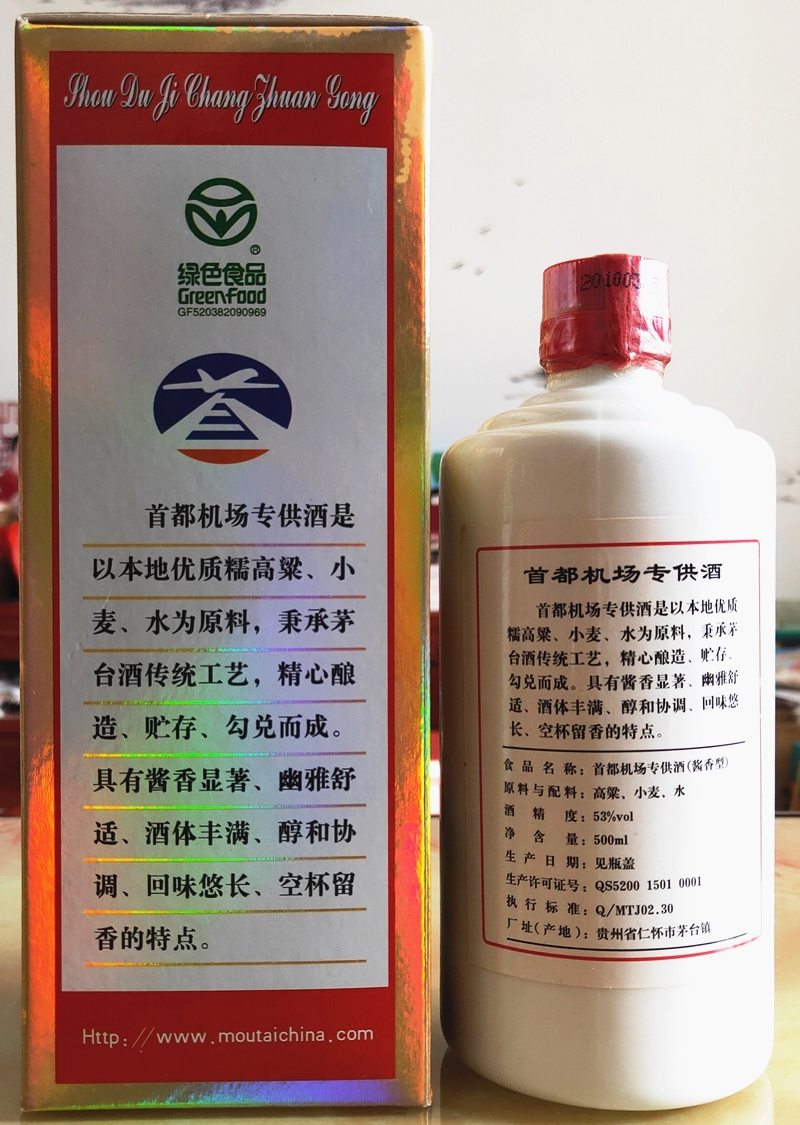 Shou Du Ji Chang Zhuan Gong
®
绿色食品
GreenFood
GF520382090969
首都机场专供酒是
以本地优质糯高粱、小
麦、水为原料，秉承茅
台酒传统工艺，精心酿
造、贮存、勾兑而成。
具有酱香显著、幽雅舒
适、酒体丰满、醇和协
调、回味悠长、空杯留
香的特点。
Http://www.moutaichina.com
首都机场专供酒
首都机场专供酒是以本地优质
糯高粱、小麦、水为原料，秉承茅
台酒传统工艺，精心酿造、贮存、
勾兑而成。具有酱香显著、幽雅舒
适、酒体丰满、醇和协调、回味悠
长、空杯留香的特点。
食品名称：首都机场专供酒(酱香型)
原料与配料：高粱、小麦、水
酒精度：53%vol
净含量：500ml
生产日期：见瓶盖
生产许可证号：QS5200 1501 0001
执行标准：Q/MTJ02.30
厂址(产地)：贵州省仁怀市茅台镇